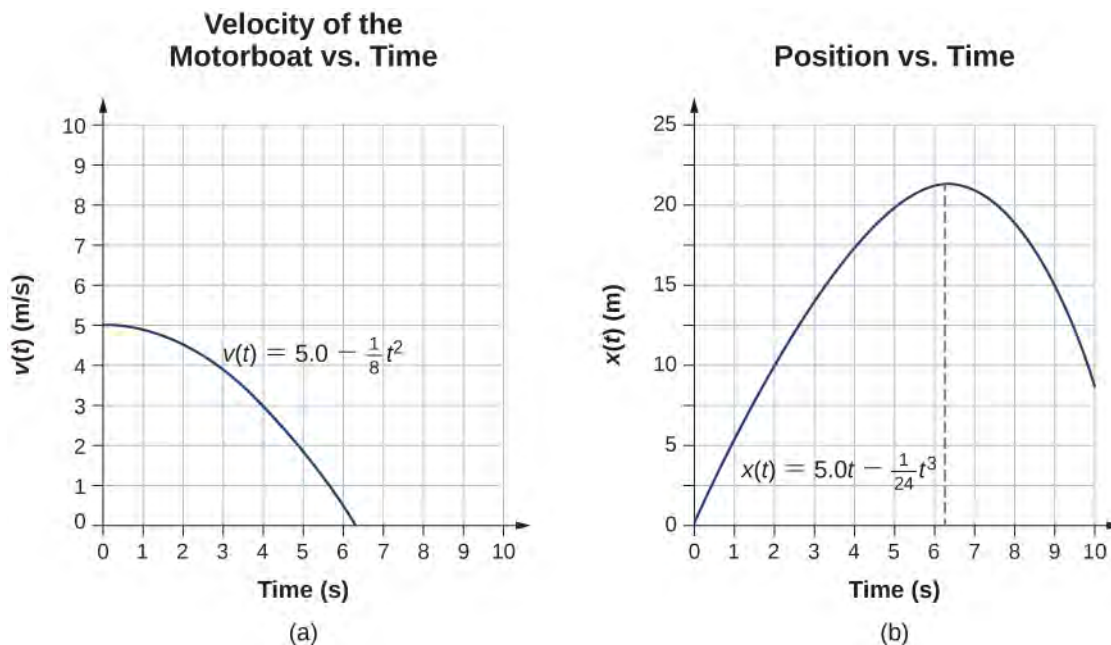 Velocity of the
Motorboat vs. Time
10
9
8
7
6
5
4
3
2
1
0
v(t) (m/s)
v(t) = 5.0 − 1/8 t²
0 1 2 3 4 5 6 7 8 9 10
Time (s)
(a)
Position vs. Time
25
20
15
10
5
0
x(t) (m)
x(t) = 5.0t − 1/24 t³
0 1 2 3 4 5 6 7 8 9 10
Time (s)
(b)